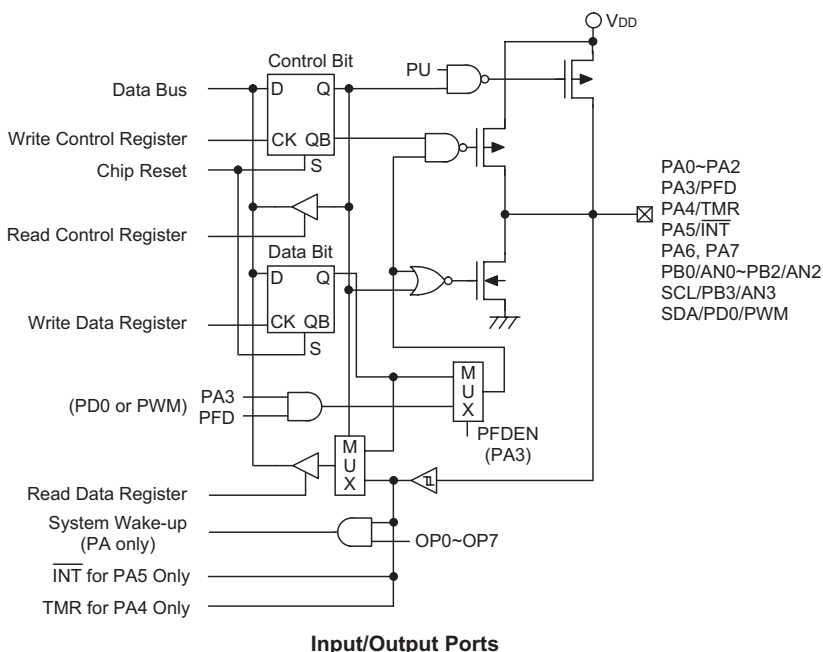 VDD
Control Bit
PU
Data Bus
D Q
Write Control Register
CK QB
Chip Reset
S
PA0~PA2
PA3/PFD
PA4/TMR
PA5/INT
PA6, PA7
PB0/AN0~PB2/AN2
SCL/PB3/AN3
SDA/PD0/PWM
Read Control Register
Data Bit
D Q
Write Data Register
CK QB
S
MUX
(PD0 or PWM)
PA3
PFD
PFDEN
(PA3)
MUX
Read Data Register
System Wake-up
(PA only)
OP0~OP7
INT for PA5 Only
TMR for PA4 Only
Input/Output Ports